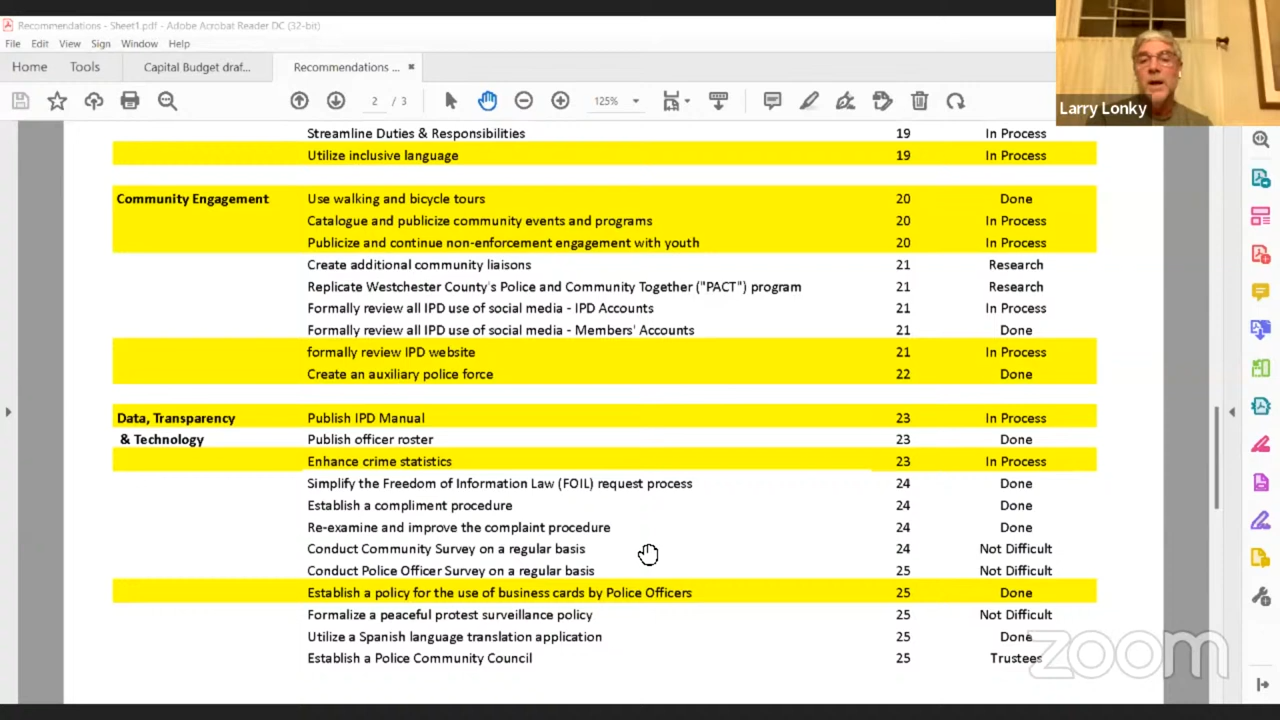 Recommendations - Sheet1.pdf - Adobe Acrobat Reader DC (32-bit)
File Edit View Sign Window Help
Home Tools Capital Budget draf... Recommendations ... ×
2 / 3 125%
Larry Lonky
Streamline Duties & Responsibilities 19 In Process
Utilize inclusive language 19 In Process
Community Engagement Use walking and bicycle tours 20 Done
Catalogue and publicize community events and programs 20 In Process
Publicize and continue non-enforcement engagement with youth 20 In Process
Create additional community liaisons 21 Research
Replicate Westchester County's Police and Community Together ("PACT") program 21 Research
Formally review all IPD use of social media - IPD Accounts 21 In Process
Formally review all IPD use of social media - Members' Accounts 21 Done
formally review IPD website 21 In Process
Create an auxiliary police force 22 Done
Data, Transparency Publish IPD Manual 23 In Process
& Technology Publish officer roster 23 Done
Enhance crime statistics 23 In Process
Simplify the Freedom of Information Law (FOIL) request process 24 Done
Establish a compliment procedure 24 Done
Re-examine and improve the complaint procedure 24 Done
Conduct Community Survey on a regular basis 24 Not Difficult
Conduct Police Officer Survey on a regular basis 25 Not Difficult
Establish a policy for the use of business cards by Police Officers 25 Done
Formalize a peaceful protest surveillance policy 25 Not Difficult
Utilize a Spanish language translation application 25 Done
Establish a Police Community Council 25 Trustees
zoom